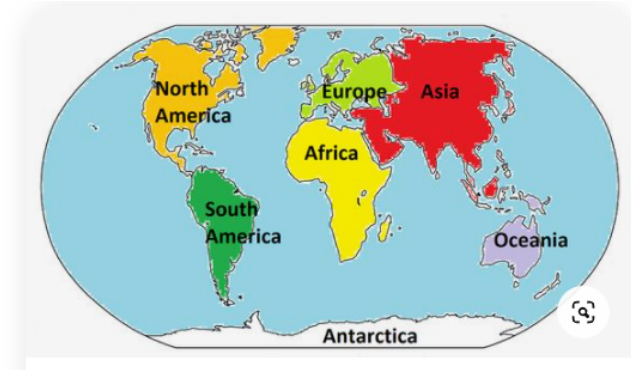 North
America
Europe
Asia
Africa
South
America
Oceania
Antarctica